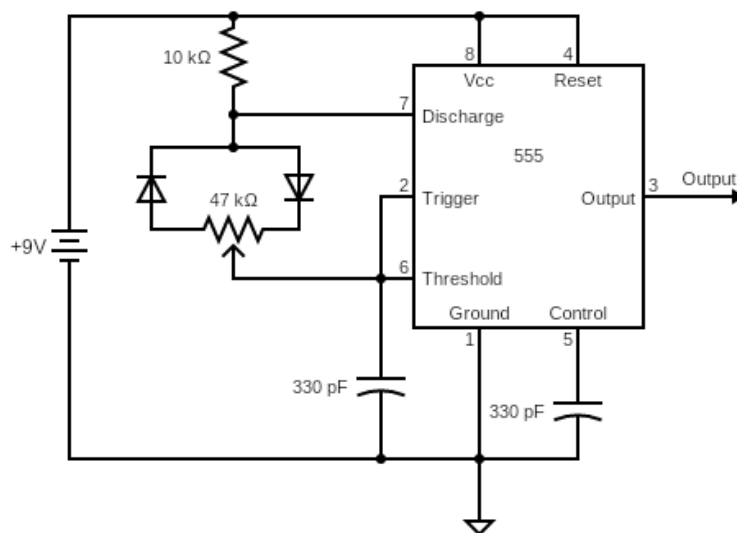 10 kΩ
8
4
Vcc
Reset
7
Discharge
555
47 kΩ
2
Trigger
Output
3
Output
+9V
6
Threshold
Ground
Control
1
5
330 pF
330 pF